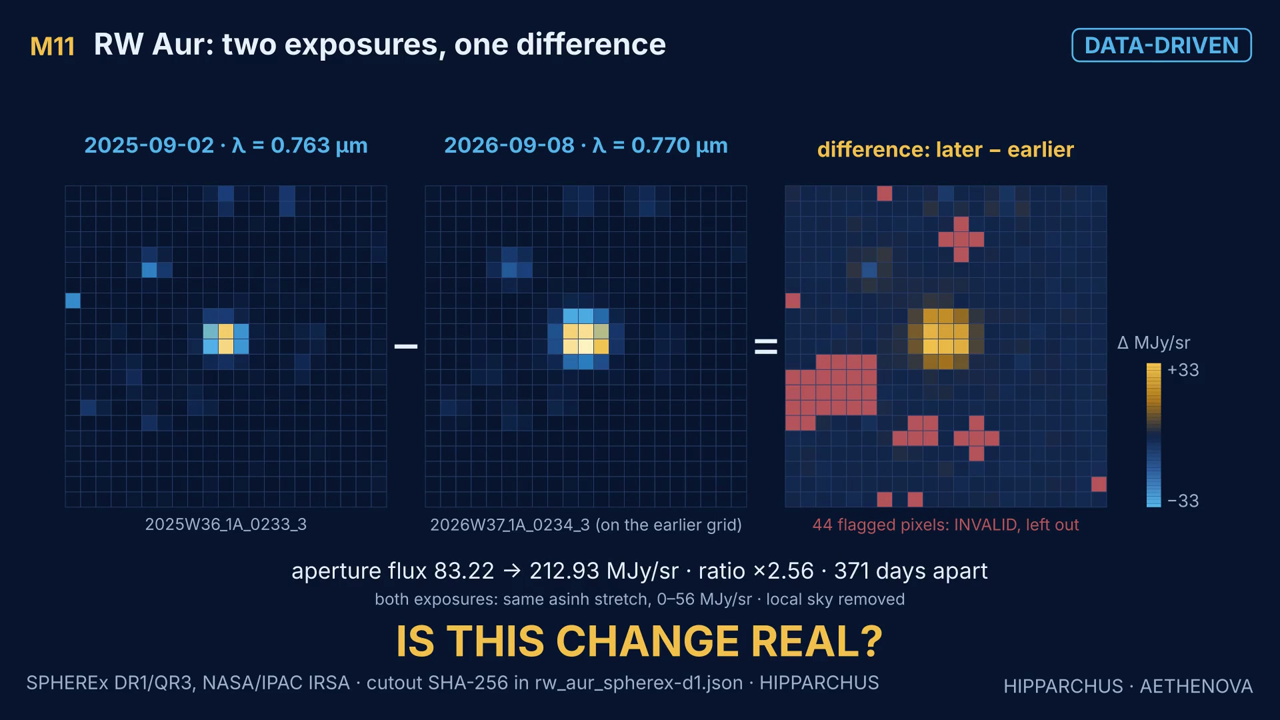 M11 RW Aur: two exposures, one difference
DATA-DRIVEN
2025-09-02 · λ = 0.763 μm
2026-09-08 · λ = 0.770 μm
difference: later − earlier
−
=
Δ MJy/sr
+33
−33
2025W36_1A_0233_3
2026W37_1A_0234_3 (on the earlier grid)
44 flagged pixels: INVALID, left out
aperture flux 83.22 → 212.93 MJy/sr · ratio ×2.56 · 371 days apart
both exposures: same asinh stretch, 0–56 MJy/sr · local sky removed
IS THIS CHANGE REAL?
SPHEREx DR1/QR3, NASA/IPAC IRSA · cutout SHA-256 in rw_aur_spherex-d1.json · HIPPARCHUS
HIPPARCHUS · AETHENOVA